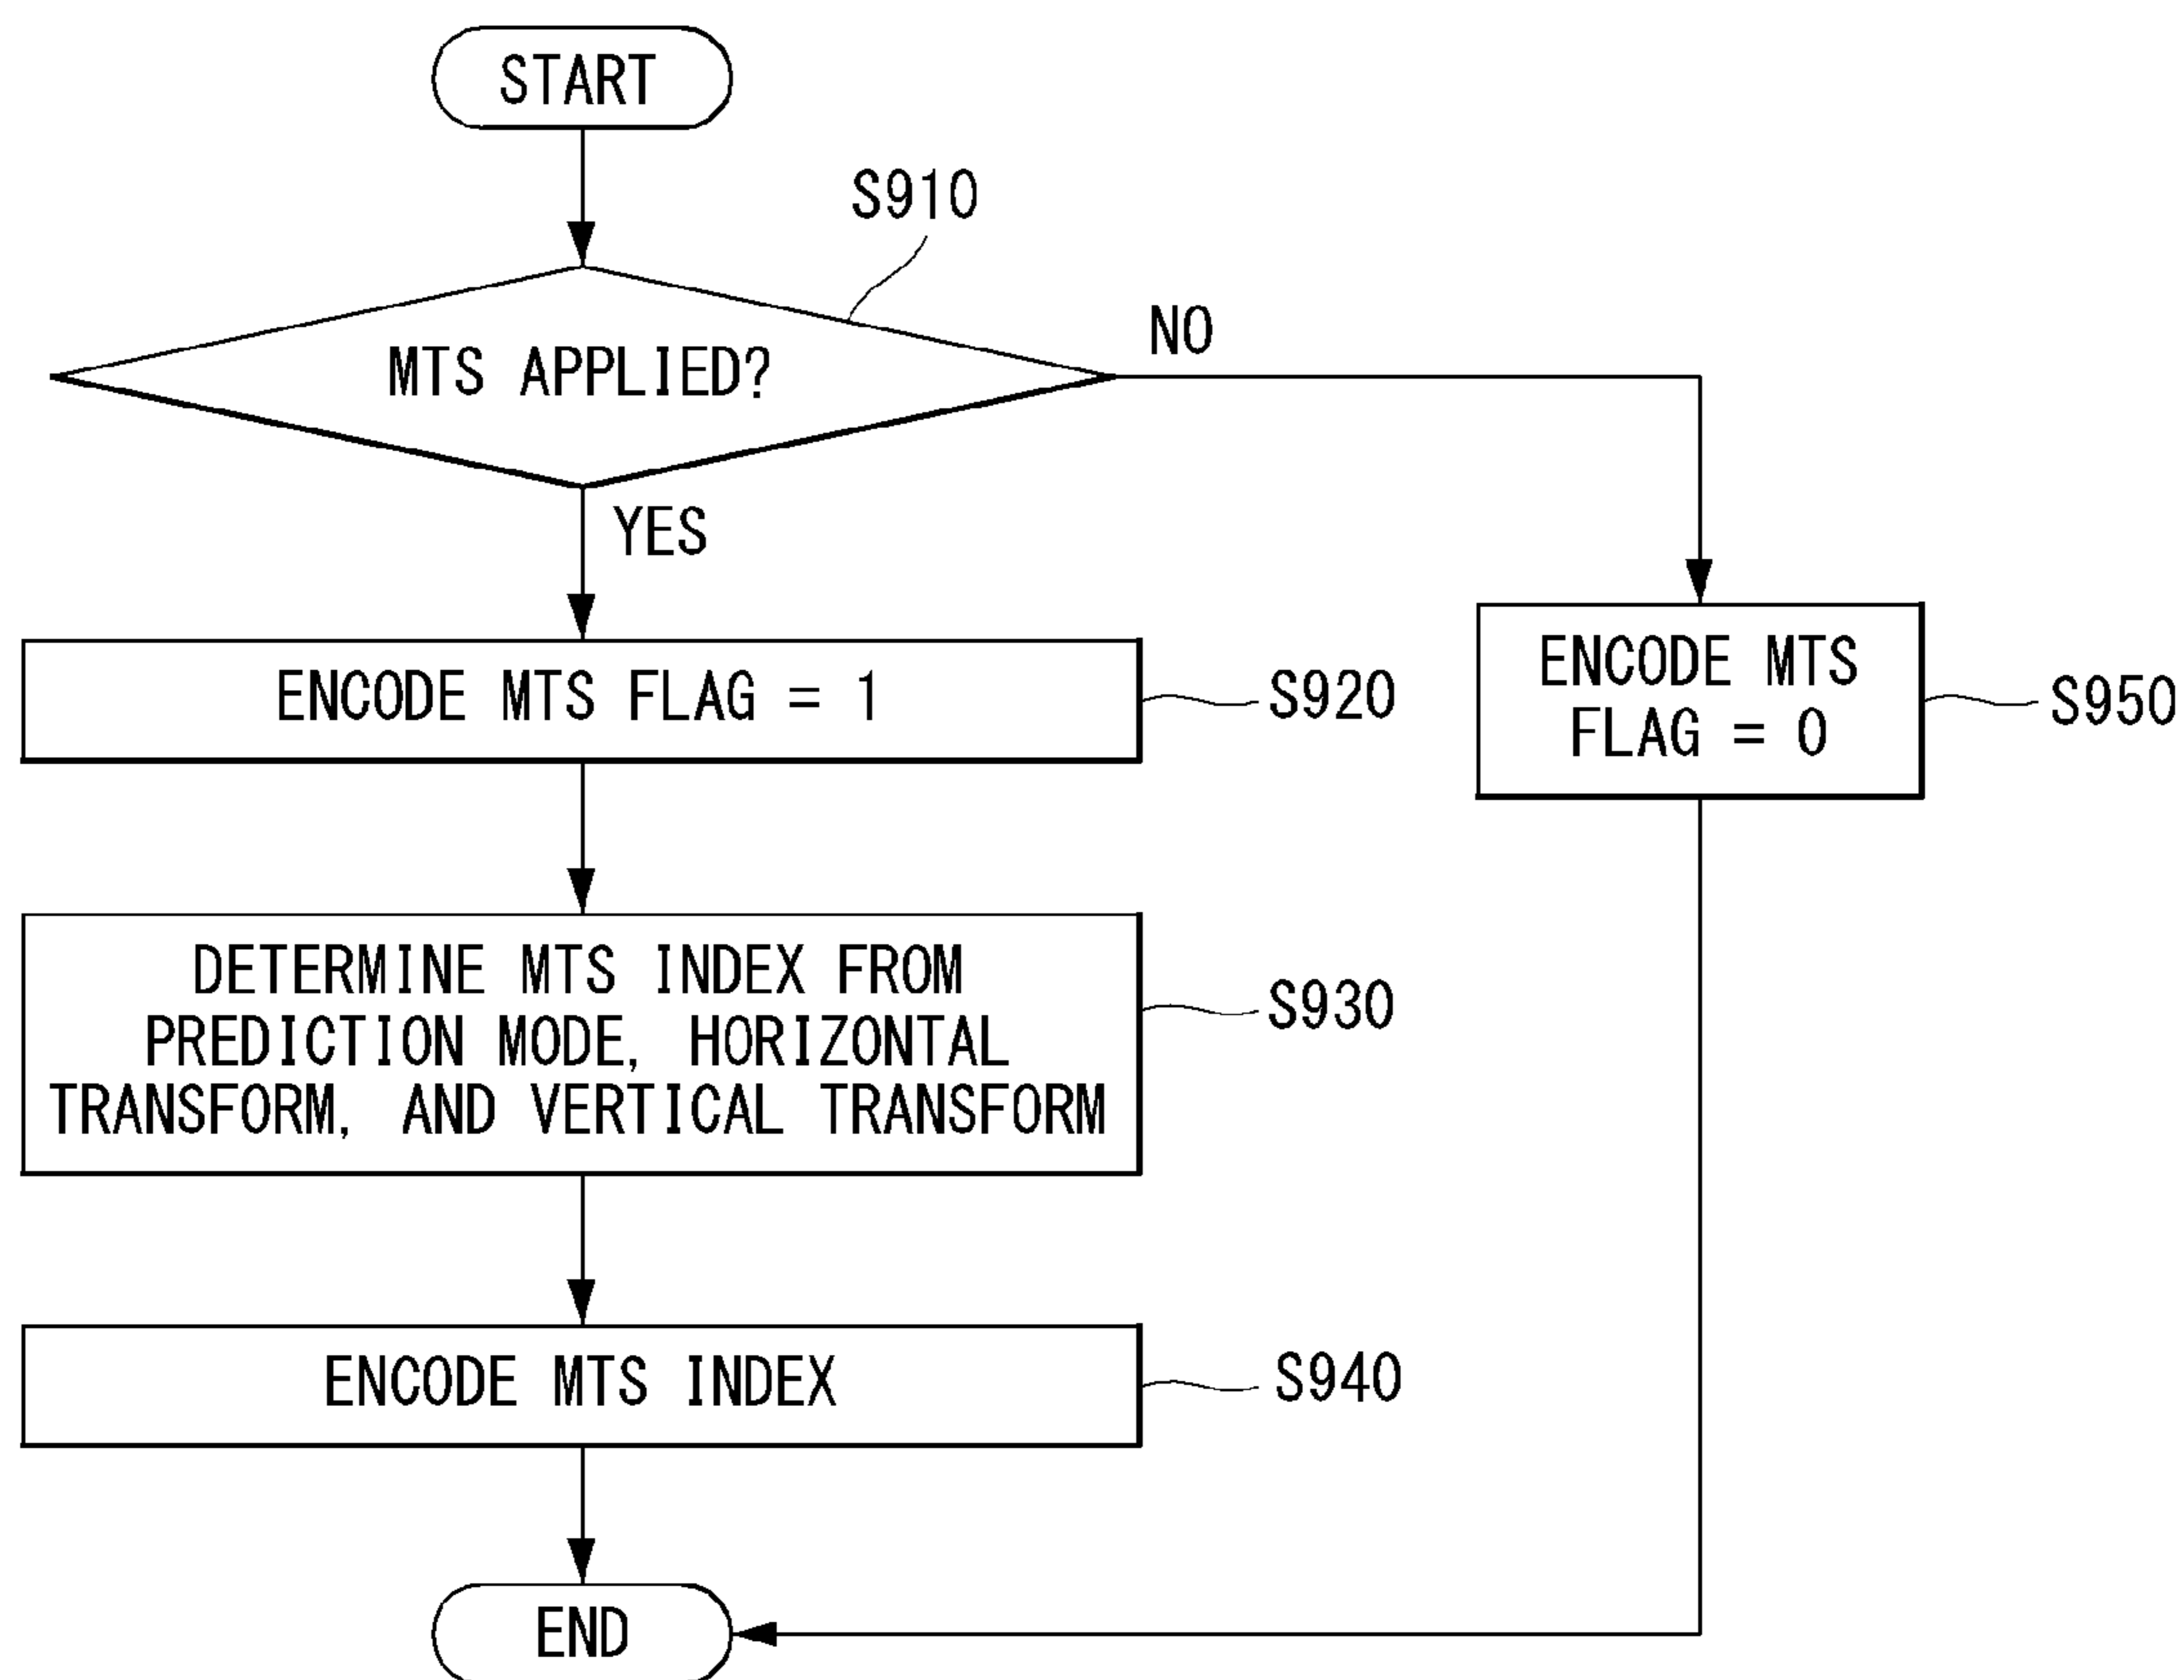 START
S910
MTS APPLIED?
NO
YES
ENCODE MTS FLAG = 1
S920
ENCODE MTS
FLAG = 0
S950
DETERMINE MTS INDEX FROM
PREDICTION MODE, HORIZONTAL
TRANSFORM, AND VERTICAL TRANSFORM
S930
ENCODE MTS INDEX
S940
END